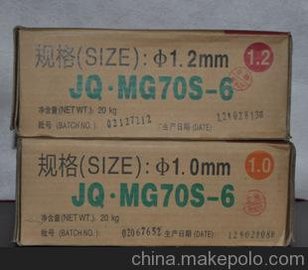 规格(SIZE): Φ1.2mm
1.2
JQ·MG70S-6
净含量(NET WT.) 20 kg
批号(BATCH NO.) 生产日期(DATE)
规格(SIZE): Φ1.0mm
1.0
JQ·MG70S-6
净含量(NET WT.) 20 kg
批号(BATCH NO.) 02067652 生产日期(DATE)
china.makepolo.com